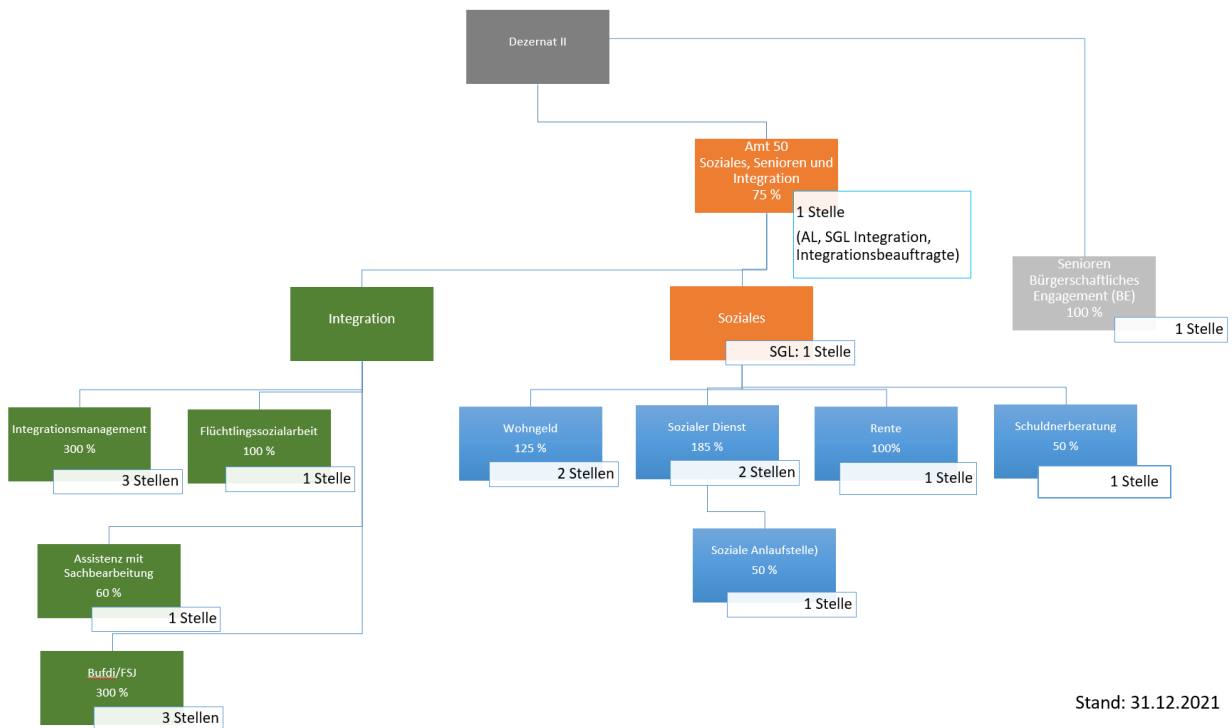 Dezernat II
Amt 50
Soziales, Senioren und
Integration
75 %
1 Stelle
(AL, SGL Integration,
Integrationsbeauftragte)
Senioren
Bürgerschaftliches
Engagement (BE)
100 %
1 Stelle
Integration
Soziales
SGL: 1 Stelle
Integrationsmanagement
300 %
3 Stellen
Flüchtlingssozialarbeit
100 %
1 Stelle
Wohngeld
125 %
2 Stellen
Sozialer Dienst
185 %
2 Stellen
Rente
100%
1 Stelle
Schuldnerberatung
50 %
1 Stelle
Assistenz mit
Sachbearbeitung
60 %
1 Stelle
Soziale Anlaufstelle)
50 %
1 Stelle
Bufdi/FSJ
300 %
3 Stellen
Stand: 31.12.2021